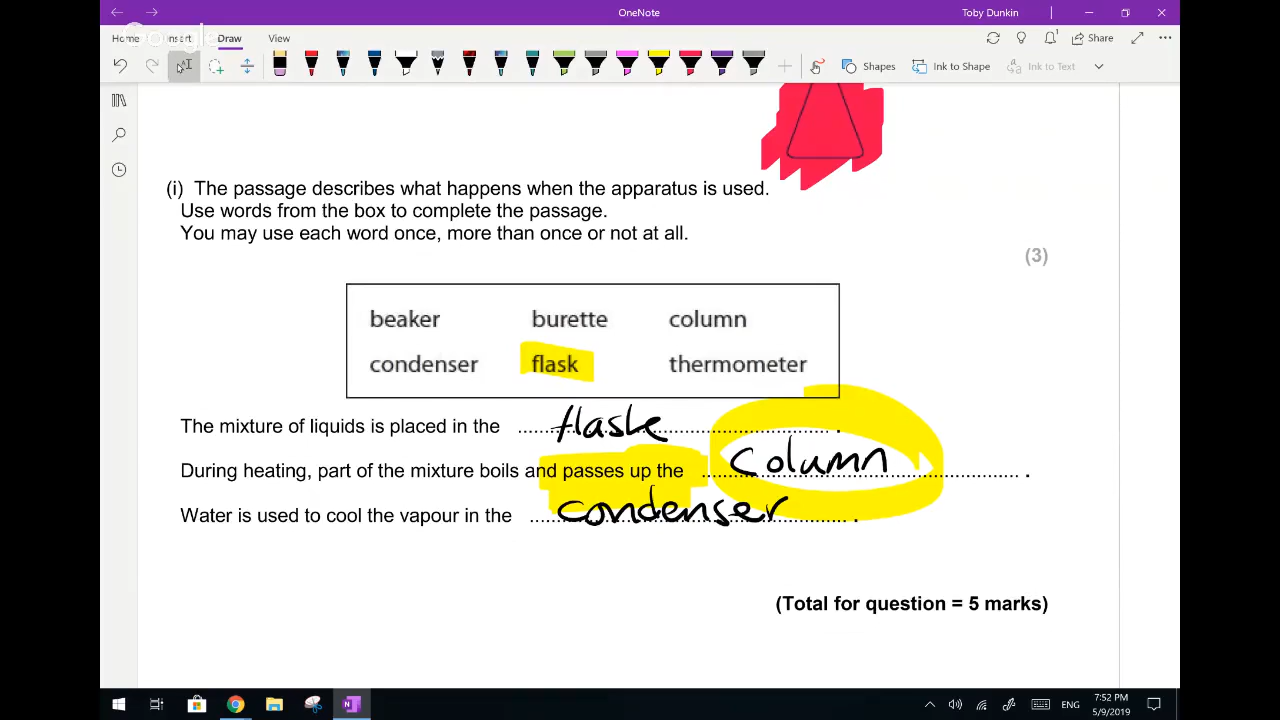 OneNote
Toby Dunkin
Home Insert Draw View
Google
Share
Shapes
Ink to Shape
Ink to Text
(i) The passage describes what happens when the apparatus is used.
Use words from the box to complete the passage.
You may use each word once, more than once or not at all.
(3)
beaker burette column
condenser flask thermometer
The mixture of liquids is placed in the flask.
During heating, part of the mixture boils and passes up the column.
Water is used to cool the vapour in the condenser.
(Total for question = 5 marks)
ENG
7:52 PM
5/9/2019